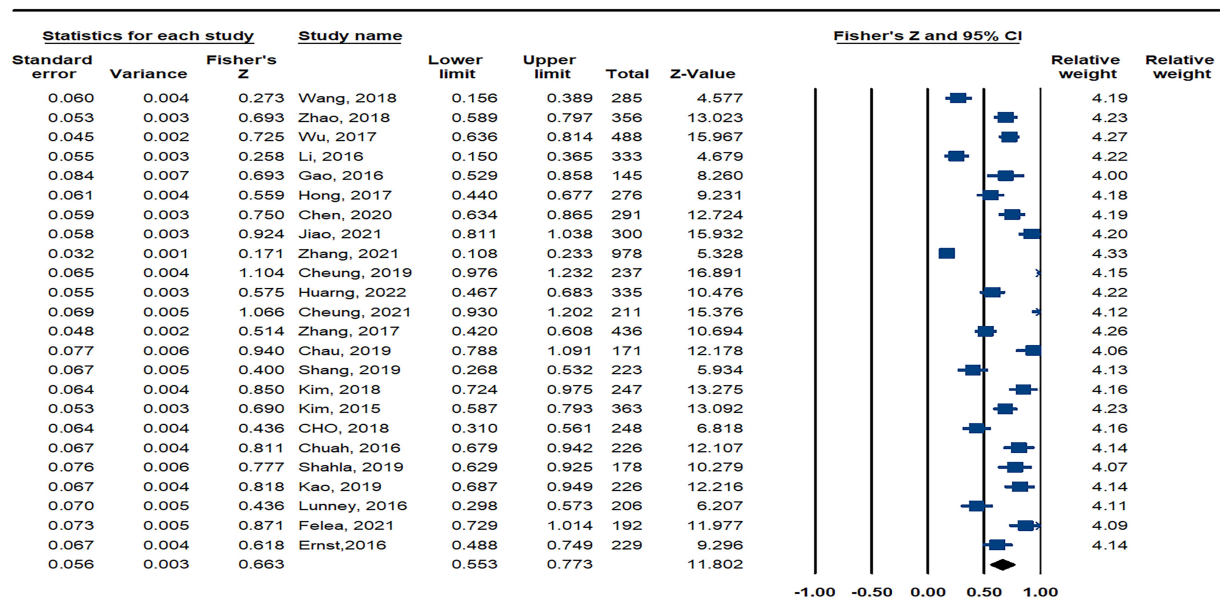 Statistics for each study Study name Fisher's Z and 95% CI
Standard error Variance Fisher's Z Lower limit Upper limit Total Z-Value Relative weight Relative weight
0.060 0.004 0.273 Wang, 2018 0.156 0.389 285 4.577 4.19
0.053 0.003 0.693 Zhao, 2018 0.589 0.797 356 13.023 4.23
0.045 0.002 0.725 Wu, 2017 0.636 0.814 488 15.967 4.27
0.055 0.003 0.258 Li, 2016 0.150 0.365 333 4.679 4.22
0.084 0.007 0.693 Gao, 2016 0.529 0.858 145 8.260 4.00
0.061 0.004 0.559 Hong, 2017 0.440 0.677 276 9.231 4.18
0.059 0.003 0.750 Chen, 2020 0.634 0.865 291 12.724 4.19
0.058 0.003 0.924 Jiao, 2021 0.811 1.038 300 15.932 4.20
0.032 0.001 0.171 Zhang, 2021 0.108 0.233 978 5.328 4.33
0.065 0.004 1.104 Cheung, 2019 0.976 1.232 237 16.891 4.15
0.055 0.003 0.575 Huarng, 2022 0.467 0.683 335 10.476 4.22
0.069 0.005 1.066 Cheung, 2021 0.930 1.202 211 15.376 4.12
0.048 0.002 0.514 Zhang, 2017 0.420 0.608 436 10.694 4.26
0.077 0.006 0.940 Chau, 2019 0.788 1.091 171 12.178 4.06
0.067 0.005 0.400 Shang, 2019 0.268 0.532 223 5.934 4.13
0.064 0.004 0.850 Kim, 2018 0.724 0.975 247 13.275 4.16
0.053 0.003 0.690 Kim, 2015 0.587 0.793 363 13.092 4.23
0.064 0.004 0.436 CHO, 2018 0.310 0.561 248 6.818 4.16
0.067 0.004 0.811 Chuah, 2016 0.679 0.942 226 12.107 4.14
0.076 0.006 0.777 Shahla, 2019 0.629 0.925 178 10.279 4.07
0.067 0.004 0.818 Kao, 2019 0.687 0.949 226 12.216 4.14
0.070 0.005 0.436 Lunney, 2016 0.298 0.573 206 6.207 4.11
0.073 0.005 0.871 Felea, 2021 0.729 1.014 192 11.977 4.09
0.067 0.004 0.618 Ernst,2016 0.488 0.749 229 9.296 4.14
0.056 0.003 0.663 0.553 0.773 11.802
-1.00 -0.50 0.00 0.50 1.00